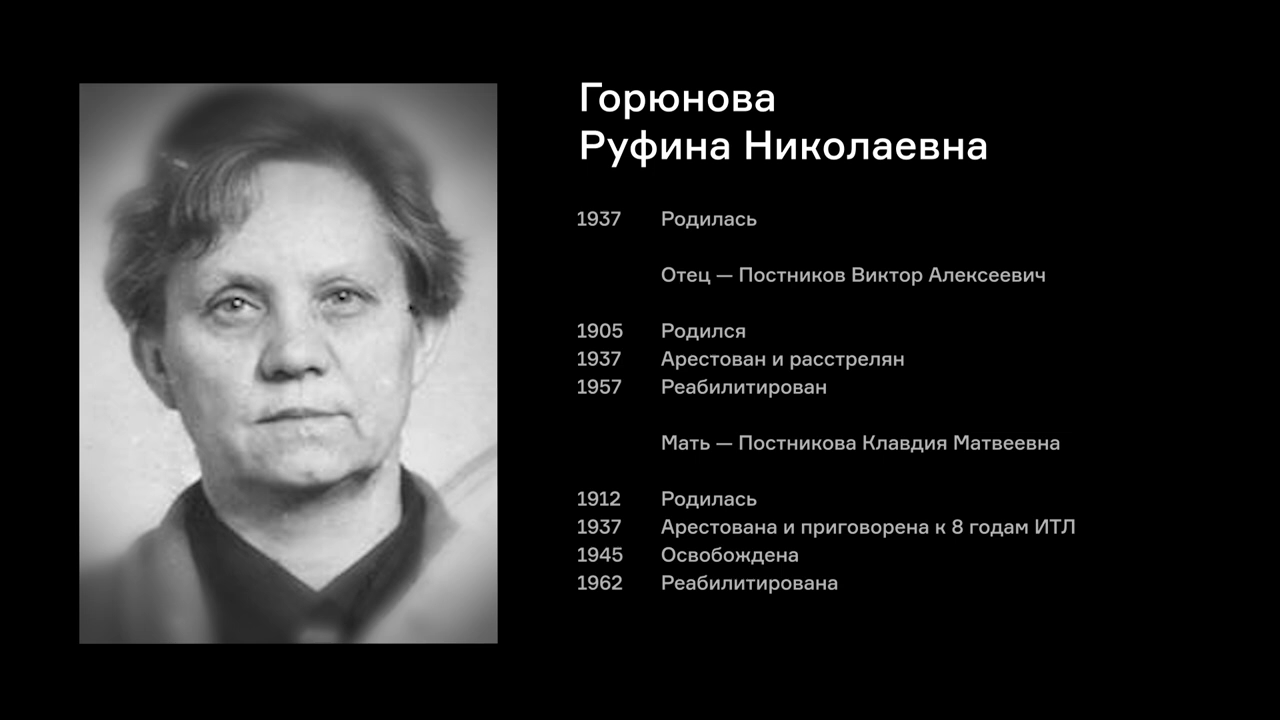 Горюнова
Руфина Николаевна
1937 Родилась
Отец — Постников Виктор Алексеевич
1905 Родился
1937 Арестован и расстрелян
1957 Реабилитирован
Мать — Постникова Клавдия Матвеевна
1912 Родилась
1937 Арестована и приговорена к 8 годам ИТЛ
1945 Освобождена
1962 Реабилитирована